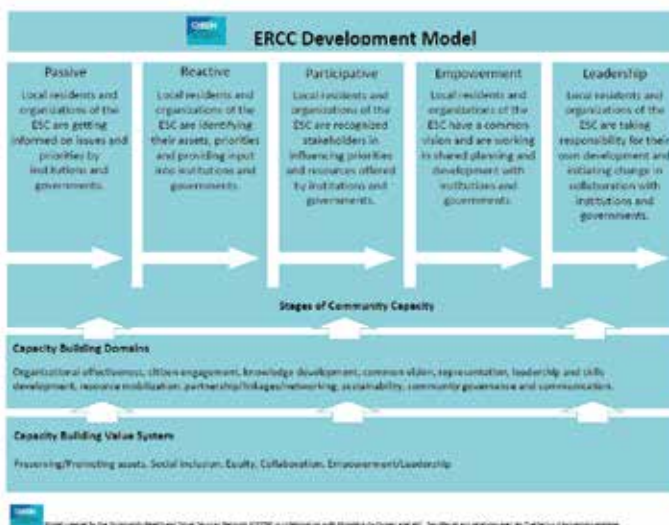 CHSSN
ERCC Development Model
Passive
Local residents and
organizations of the
ESC are getting
informed on issues and
priorities by
institutions and
governments.
Reactive
Local residents and
organizations of the
ESC are identifying
their assets, priorities
and providing input
into institutions and
governments.
Participative
Local residents and
organizations of the
ESC are recognized
stakeholders in
influencing priorities
and resources offered
by institutions and
governments.
Empowerment
Local residents and
organizations of the
ESC have a common
vision and are working
in shared planning and
development with
institutions and
governments.
Leadership
Local residents and
organizations of the
ESC are taking
responsibility for their
own development and
initiating change in
collaboration with
institutions and
governments.
Stages of Community Capacity
Capacity Building Domains
Organizational effectiveness, citizen engagement, knowledge development, common vision, representation, leadership and skills
development, resource mobilization, partnership/linkages/networking, sustainability, community governance and communication.
Capacity Building Value System
Preserving/Promoting assets, Social inclusion, Equity, Collaboration, Empowerment/Leadership